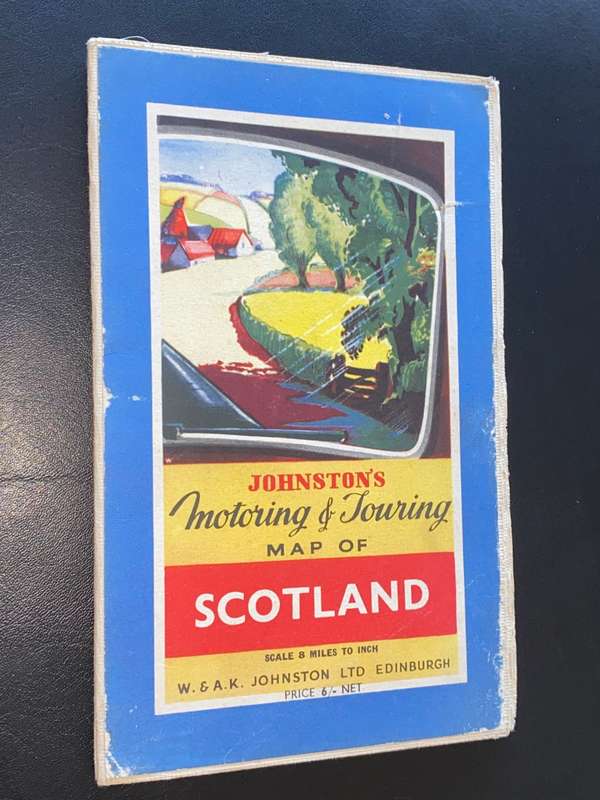 JOHNSTON'S
Motoring & Touring
MAP OF
SCOTLAND
SCALE 8 MILES TO INCH
W. & A.K. JOHNSTON LTD EDINBURGH
PRICE 6/- NET